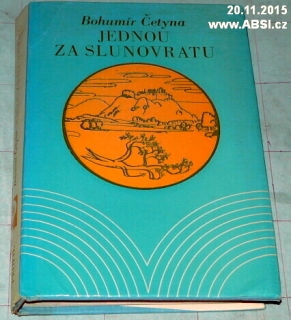 20.11.2015
www.ABSI.cz
Bohumír Četyna
JEDNOU
ZA SLUNOVRATU